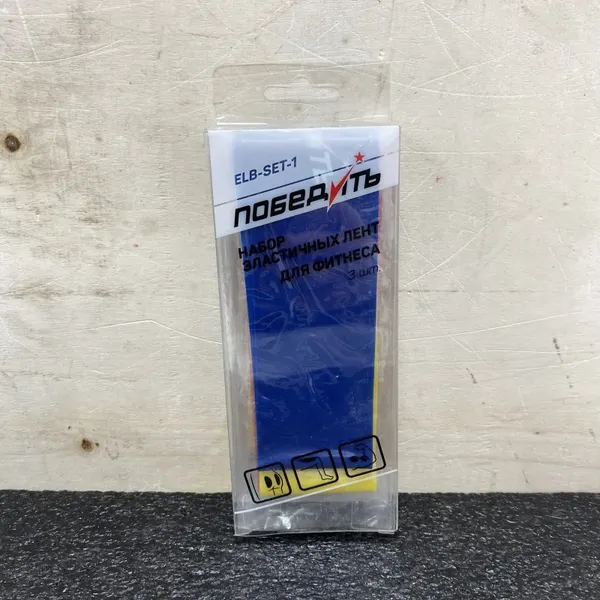 ELB-SET-1
ПОБЕДИТЬ
НАБОР
ЭЛАСТИЧНЫХ ЛЕНТ
ДЛЯ ФИТНЕСА
3 шт.